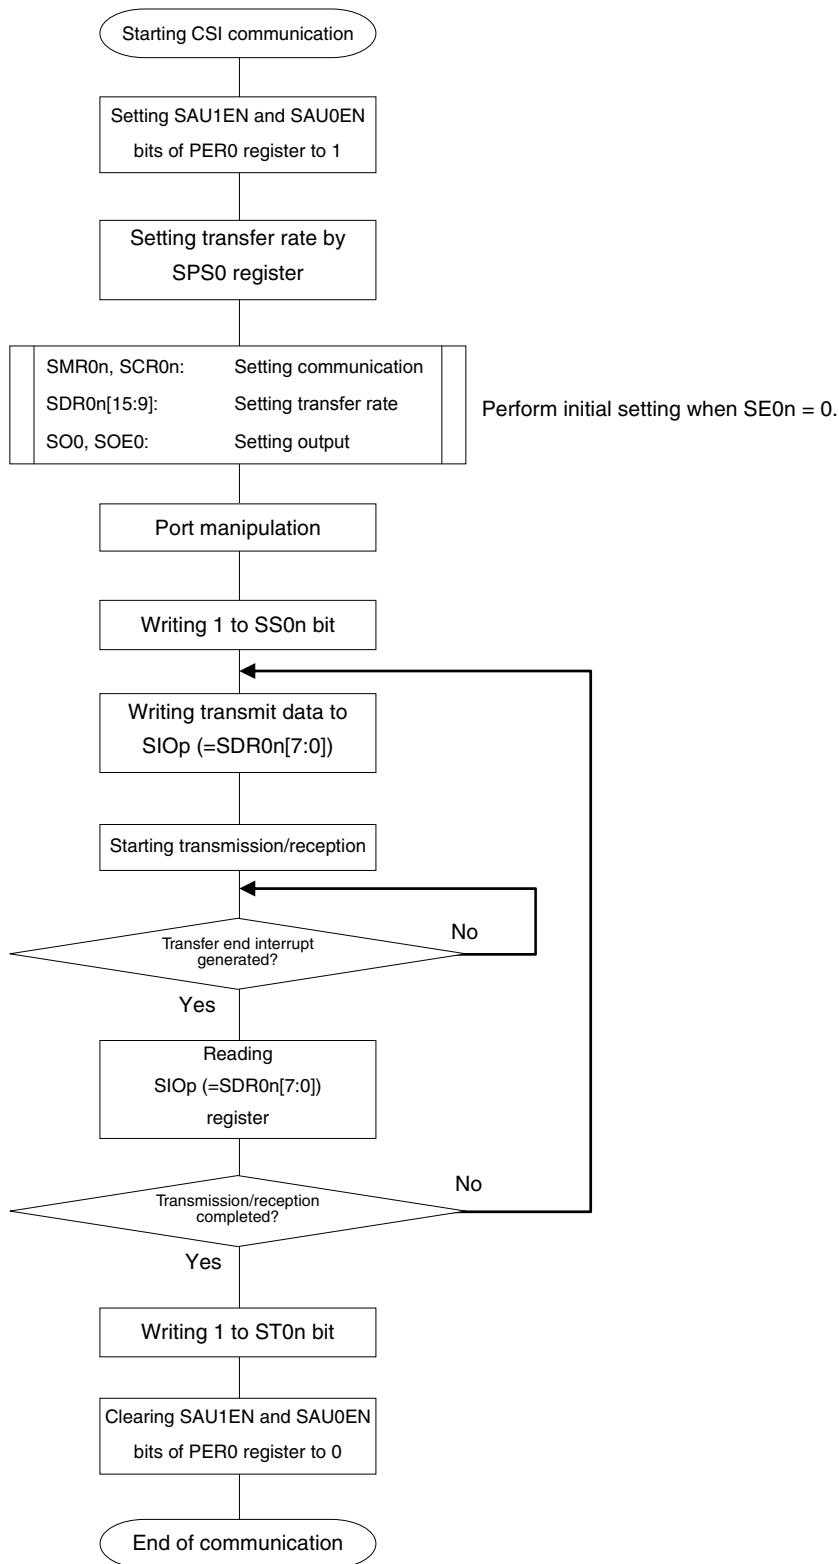 Starting CSI communication
Setting SAU1EN and SAU0EN
bits of PER0 register to 1
Setting transfer rate by
SPS0 register
SMR0n, SCR0n: Setting communication
SDR0n[15:9]: Setting transfer rate
SO0, SOE0: Setting output
Perform initial setting when SE0n = 0.
Port manipulation
Writing 1 to SS0n bit
Writing transmit data to
SIOp (=SDR0n[7:0])
Starting transmission/reception
Transfer end interrupt
generated?
No
Yes
Reading
SIOp (=SDR0n[7:0])
register
Transmission/reception
completed?
No
Yes
Writing 1 to ST0n bit
Clearing SAU1EN and SAU0EN
bits of PER0 register to 0
End of communication